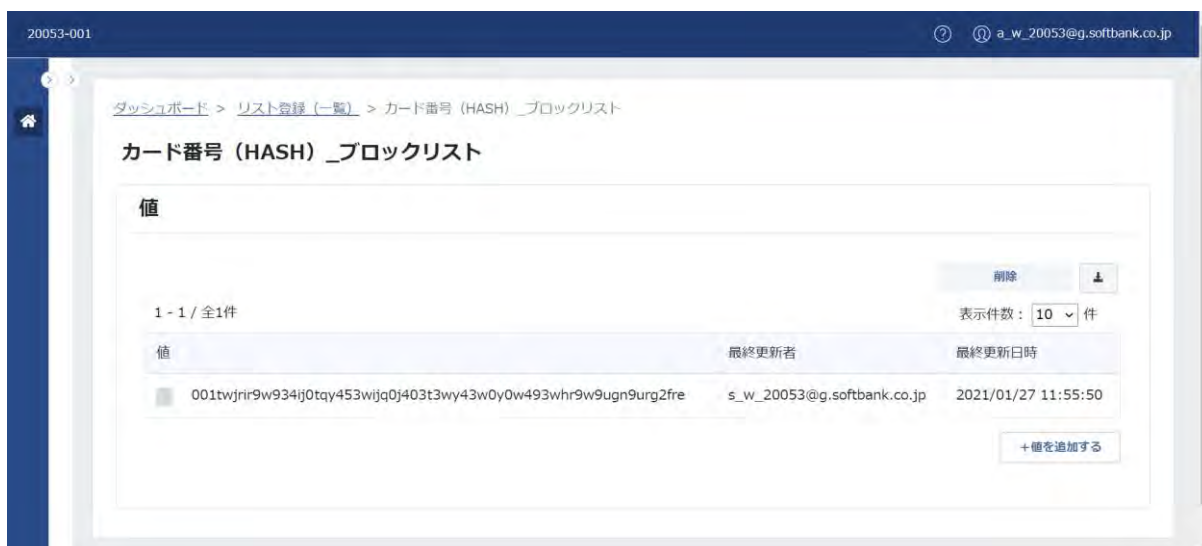 20053-001
a_w_20053@g.softbank.co.jp
ダッシュボード > リスト登録（一覧） > カード番号（HASH）_ブロックリスト
カード番号（HASH）_ブロックリスト
値
削除
1 - 1 / 全1件
表示件数： 10 件
値 最終更新者 最終更新日時
001twjrir9w934ij0tqy453wijq0j403t3wy43w0y0w493whr9w9ugn9urg2fre s_w_20053@g.softbank.co.jp 2021/01/27 11:55:50
+値を追加する